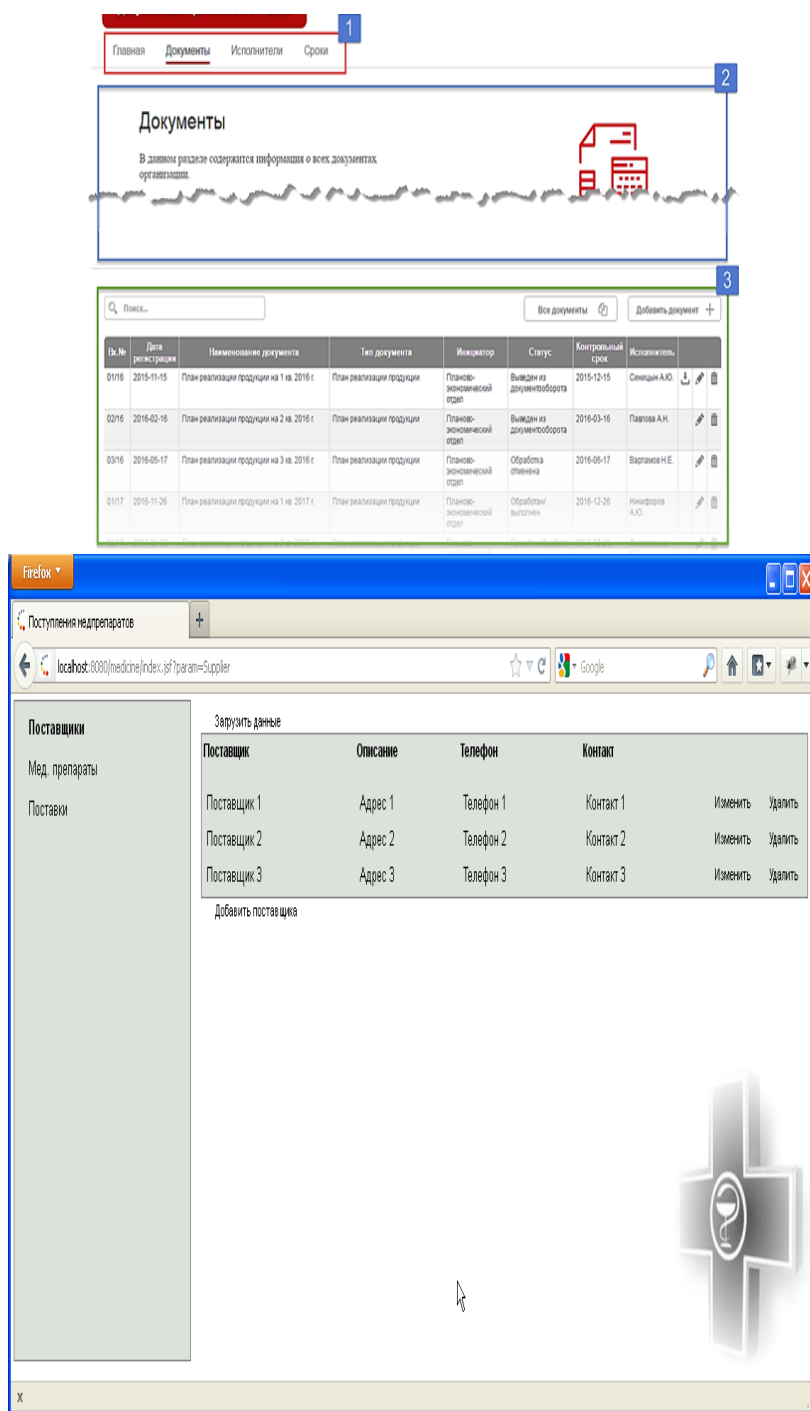 1
Главная Документы Исполнители Сроки
2
Документы
В данном разделе содержится информация о всех документах
организации.
3
Поиск...
Все документы
Добавить документ
Вх.№ Дата регистрации Наименование документа Тип документа Инициатор Статус Контрольный срок Исполнитель
01/16 2015-11-15 План реализации продукции на 1 кв. 2016 г. План реализации продукции Планово-экономический отдел Выведен из документооборота 2015-12-15 Синицын А.Ю.
02/16 2016-02-16 План реализации продукции на 2 кв. 2016 г. План реализации продукции Планово-экономический отдел Выведен из документооборота 2016-03-16 Павлова А.Н.
03/16 2016-05-17 План реализации продукции на 3 кв. 2016 г. План реализации продукции Планово-экономический отдел Обработка отменена 2016-06-17 Варламов Н.Е.
01/17 2016-11-26 План реализации продукции на 1 кв. 2017 г. План реализации продукции Планово-экономический отдел Обработан/выполнен 2016-12-26 Никифоров А.Ю.
Firefox
Поступления медпрепаратов
localhost:8080/medicine/index.jsf?param=Supplier
Google
Поставщики
Мед. препараты
Поставки
Загрузить данные
Поставщик Описание Телефон Контакт
Поставщик 1 Адрес 1 Телефон 1 Контакт 1 Изменить Удалить
Поставщик 2 Адрес 2 Телефон 2 Контакт 2 Изменить Удалить
Поставщик 3 Адрес 3 Телефон 3 Контакт 3 Изменить Удалить
Добавить поставщика
x